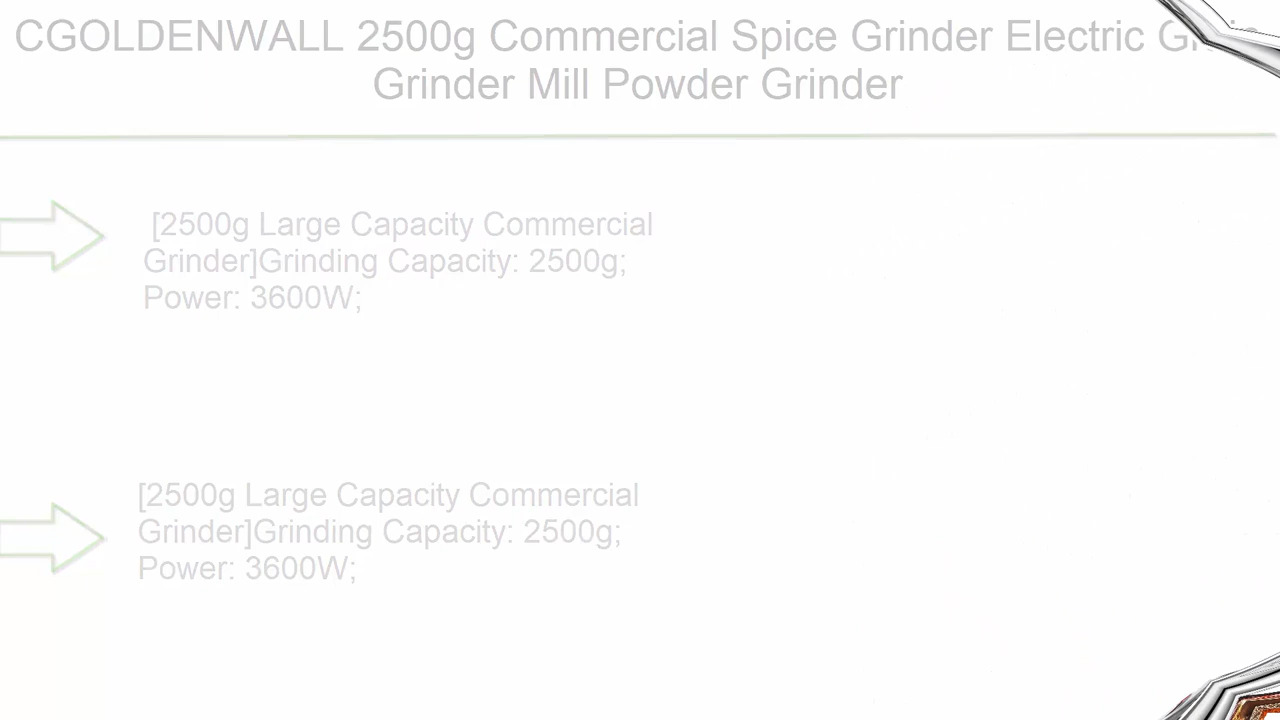 CGOLDENWALL 2500g Commercial Spice Grinder Electric
Grinder Mill Powder Grinder
[2500g Large Capacity Commercial
Grinder]Grinding Capacity: 2500g;
Power: 3600W;
[2500g Large Capacity Commercial
Grinder]Grinding Capacity: 2500g;
Power: 3600W;